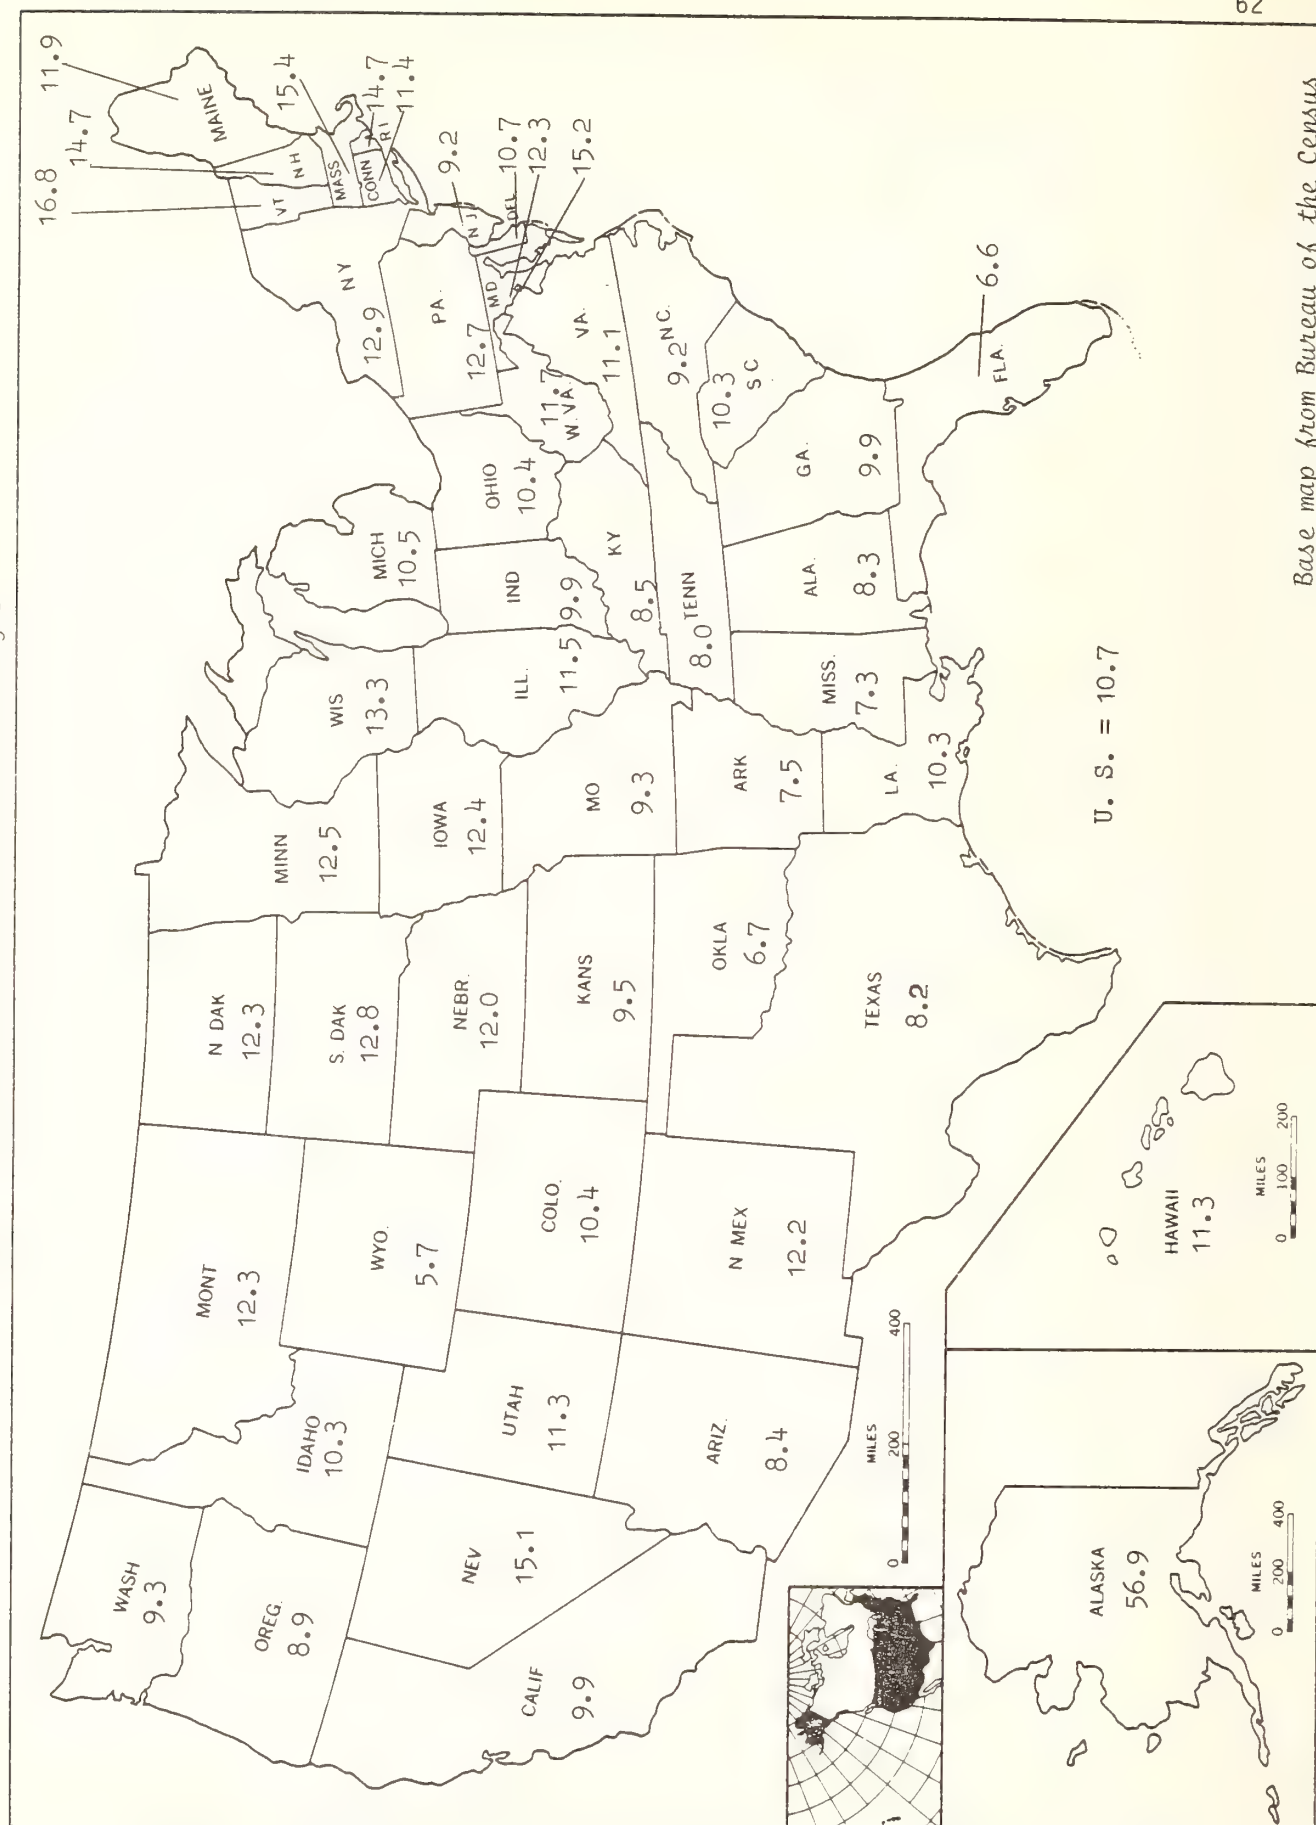 29
WASH
9.3
OREG.
8.9
CALIF
9.9
NEV
15.1
IDAHO
10.3
MONT
12.3
WYO.
5.7
UTAH
11.3
COLO.
10.4
ARIZ.
8.4
N MEX
12.2
N DAK
12.3
S. DAK
12.8
NEBR.
12.0
KANS
9.5
OKLA
6.7
TEXAS
8.2
MINN
12.5
IOWA
12.4
MO
9.3
ARK
7.5
LA.
10.3
WIS
13.3
ILL.
11.5
MISS.
7.3
MICH
10.5
IND
9.9
OHIO
10.4
KY
8.5
TENN
8.0
ALA.
8.3
GA.
9.9
FLA.
6.6
S C
10.3
N C.
9.2
VA.
11.1
W. VA.
11.7
PA.
12.7
NY
12.9
VT
16.8
NH
14.7
MAINE
11.9
MASS
15.4
RI
14.7
CONN
11.4
N J
9.2
DEL
10.7
MD
12.3
15.2
U. S. = 10.7
MILES
0 200 400
ALASKA
56.9
MILES
0 200 400
HAWAII
11.3
MILES
0 100 200
Base map from Bureau of the Census